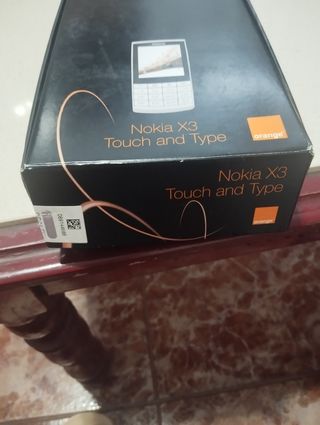 Nokia X3
Touch and Type
orange
Nokia X3
Touch and Type
orange